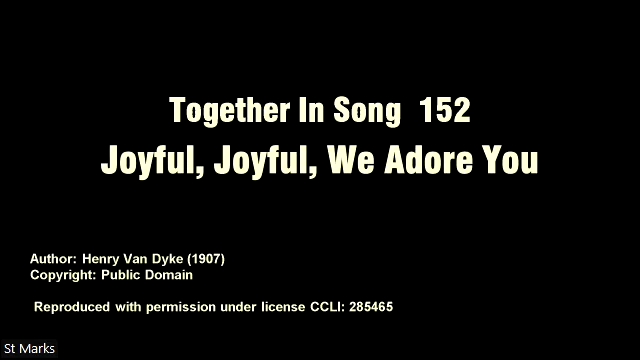 Together In Song 152
Joyful, Joyful, We Adore You
Author: Henry Van Dyke (1907)
Copyright: Public Domain
Reproduced with permission under license CCLI: 285465
St Marks